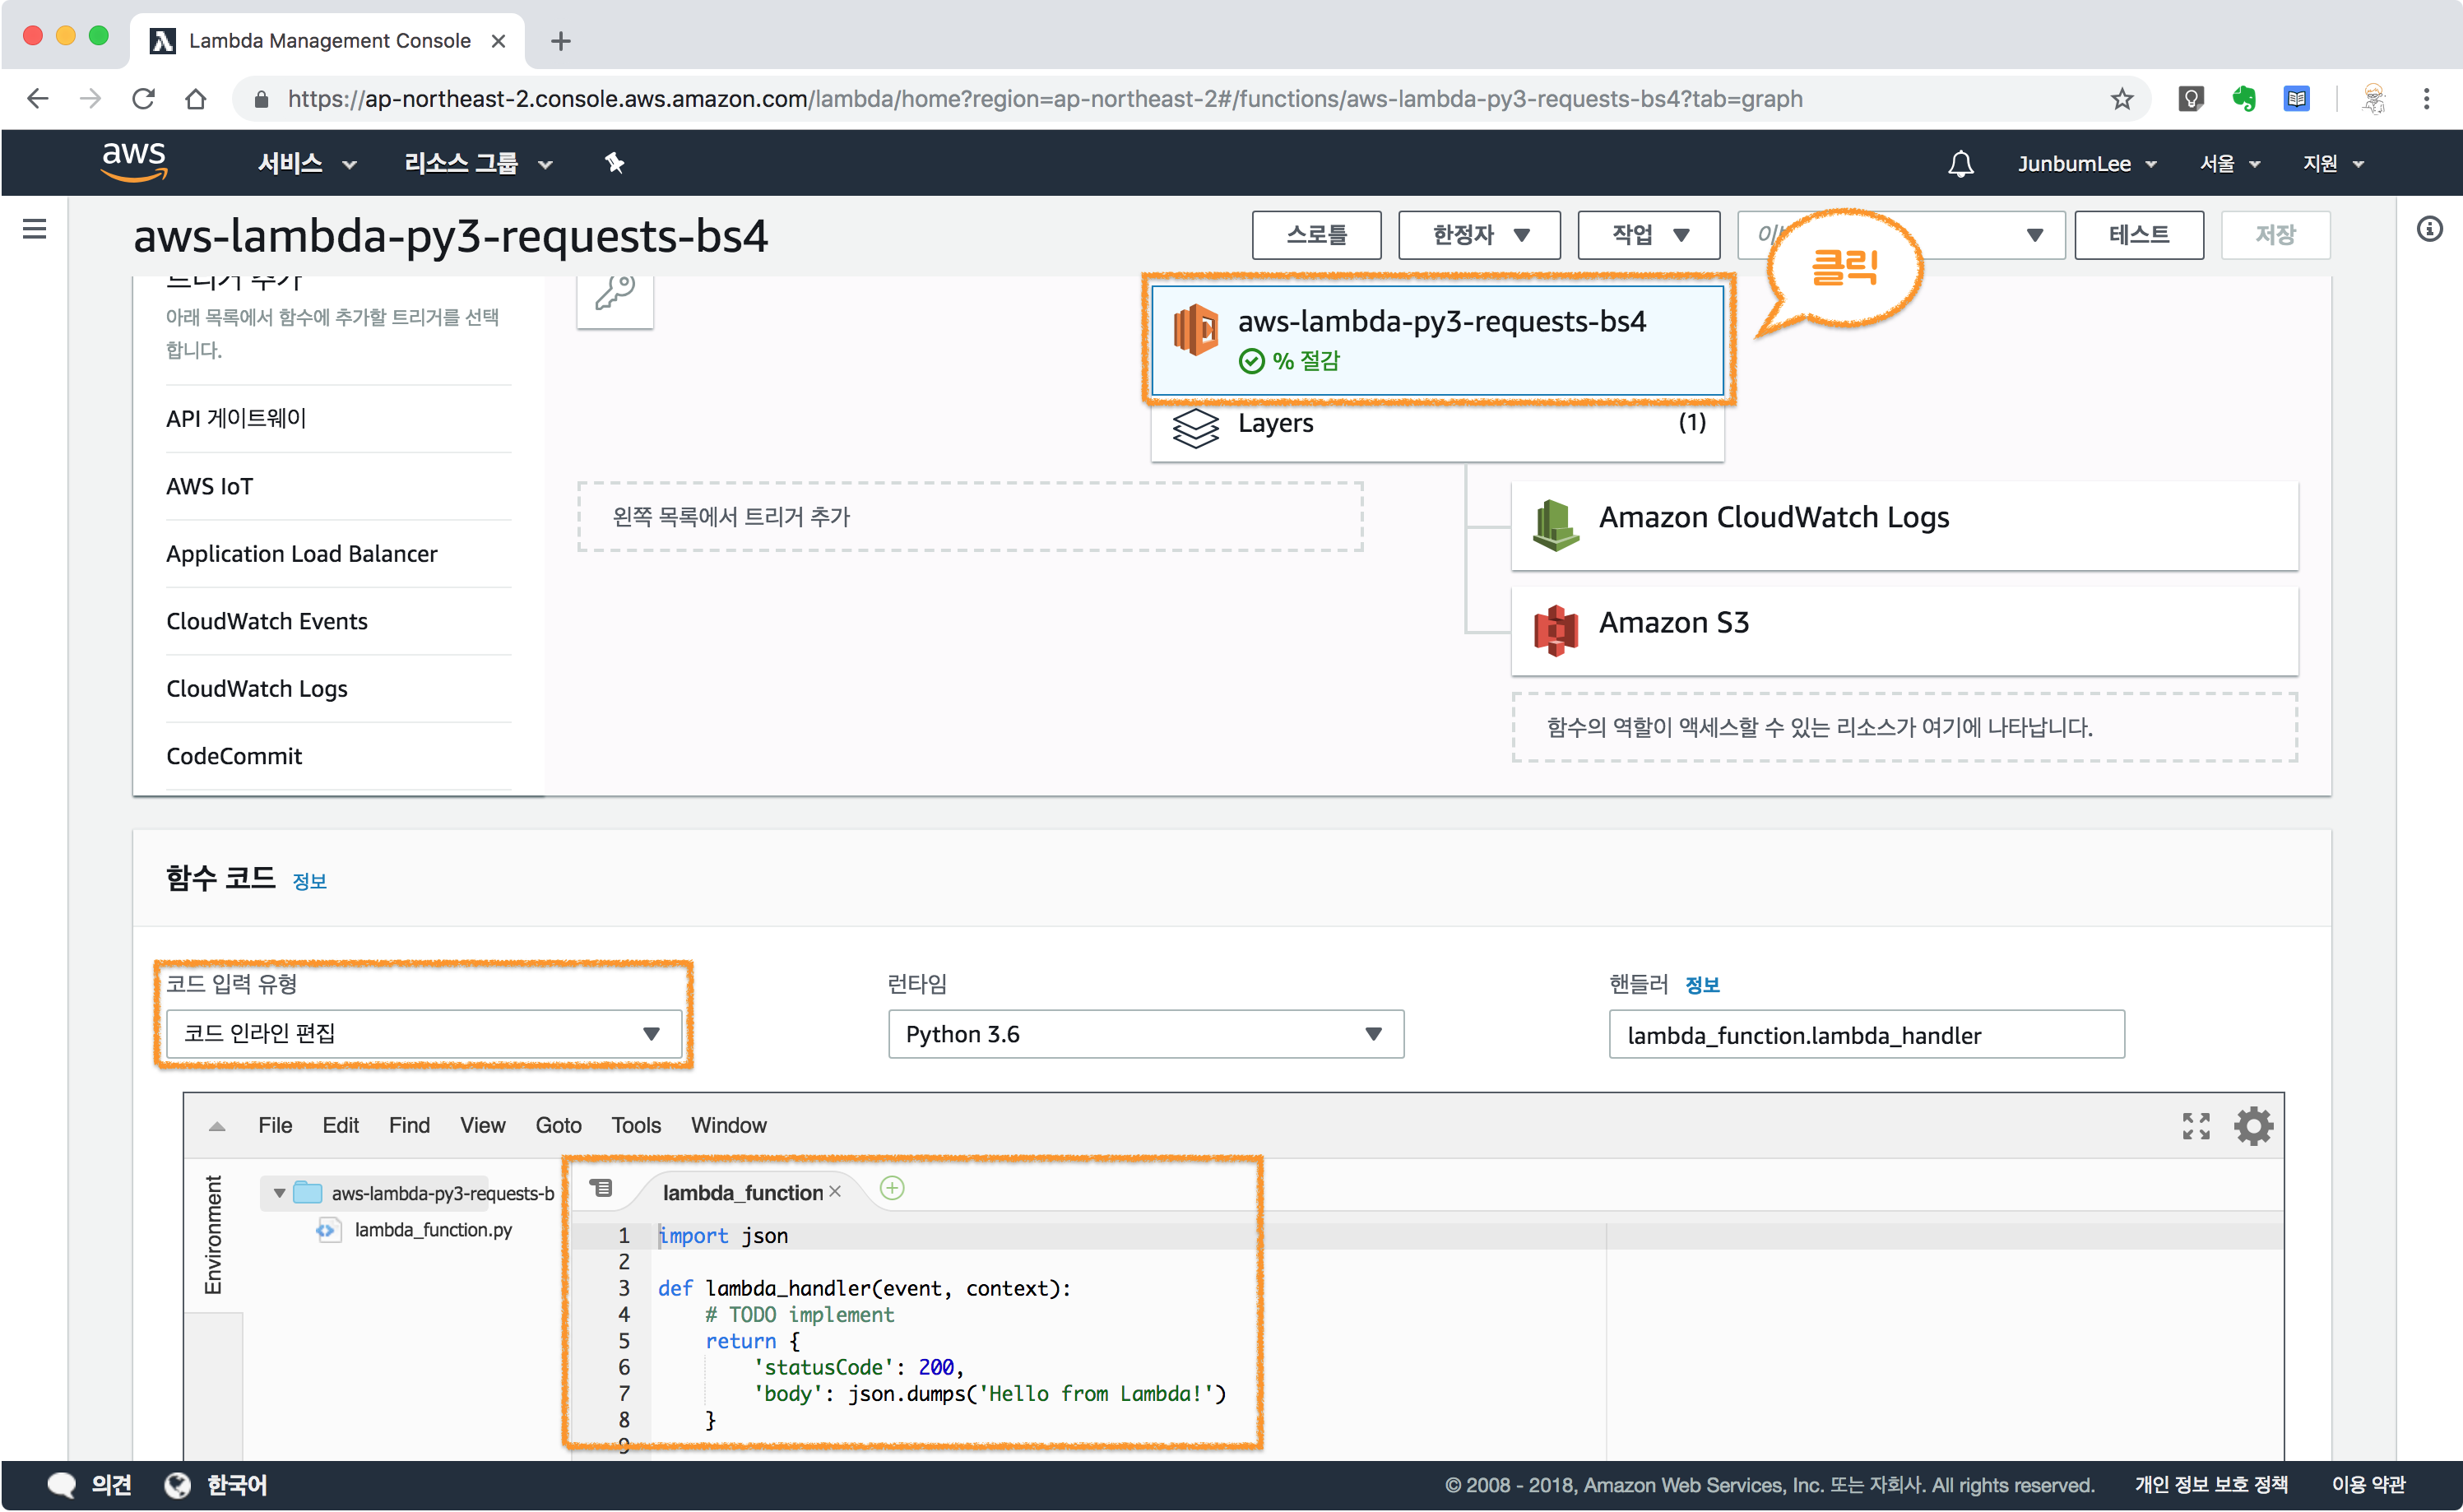 Lambda Management Console
https://ap-northeast-2.console.aws.amazon.com/lambda/home?region=ap-northeast-2#/functions/aws-lambda-py3-requests-bs4?tab=graph
aws
서비스
리소스 그룹
JunbumLee
서울
지원
aws-lambda-py3-requests-bs4
스로틀
한정자
작업
테스트
저장
클릭
트리거 추가
아래 목록에서 함수에 추가할 트리거를 선택
합니다.
aws-lambda-py3-requests-bs4
% 절감
API 게이트웨이
Layers
(1)
AWS IoT
왼쪽 목록에서 트리거 추가
Amazon CloudWatch Logs
Application Load Balancer
CloudWatch Events
Amazon S3
CloudWatch Logs
함수의 역할이 액세스할 수 있는 리소스가 여기에 나타납니다.
CodeCommit
함수 코드 정보
코드 입력 유형
코드 인라인 편집
런타임
Python 3.6
핸들러 정보
lambda_function.lambda_handler
File Edit Find View Goto Tools Window
Environment
aws-lambda-py3-requests-b
lambda_function.py
lambda_function
1 import json
2
3 def lambda_handler(event, context):
4 # TODO implement
5 return {
6 'statusCode': 200,
7 'body': json.dumps('Hello from Lambda!')
8 }
9
의견
한국어
© 2008 - 2018, Amazon Web Services, Inc. 또는 자회사. All rights reserved.
개인 정보 보호 정책
이용 약관